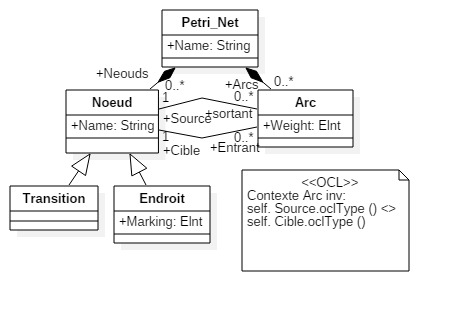 Petri_Net
+Name: String
+Neouds
0..*
+Arcs
0..*
Noeud
+Name: String
1
+Source
0..*
+sortant
1
+Cible
0..*
+Entrant
Arc
+Weight: EInt
Transition
Endroit
+Marking: EInt
<<OCL>>
Contexte Arc inv:
self. Source.oclType () <>
self. Cible.oclType ()